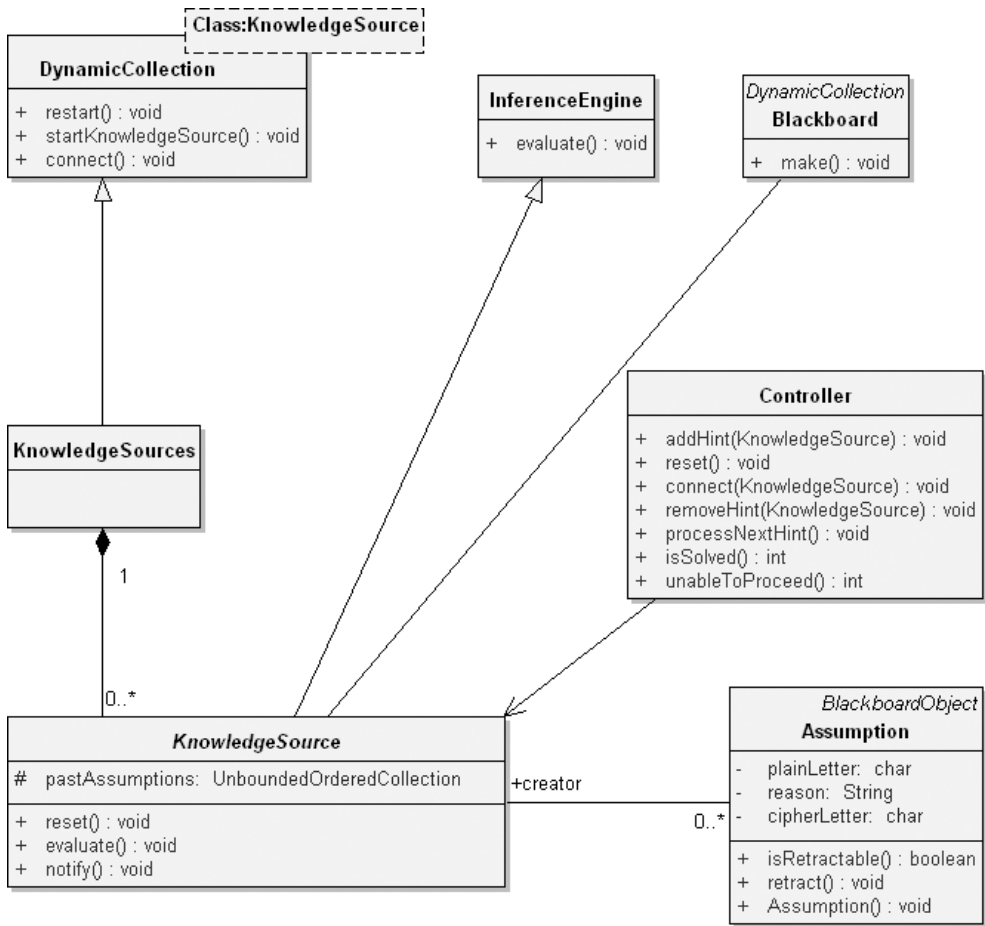 Class:KnowledgeSource
DynamicCollection
+ restart() : void
+ startKnowledgeSource() : void
+ connect() : void
InferenceEngine
+ evaluate() : void
DynamicCollection
Blackboard
+ make() : void
Controller
+ addHint(KnowledgeSource) : void
+ reset() : void
+ connect(KnowledgeSource) : void
+ removeHint(KnowledgeSource) : void
+ processNextHint() : void
+ isSolved() : int
+ unableToProceed() : int
KnowledgeSources
1
0..*
KnowledgeSource
# pastAssumptions: UnboundedOrderedCollection
+ reset() : void
+ evaluate() : void
+ notify() : void
+creator
0..*
BlackboardObject
Assumption
- plainLetter: char
- reason: String
- cipherLetter: char
+ isRetractable() : boolean
+ retract() : void
+ Assumption() : void